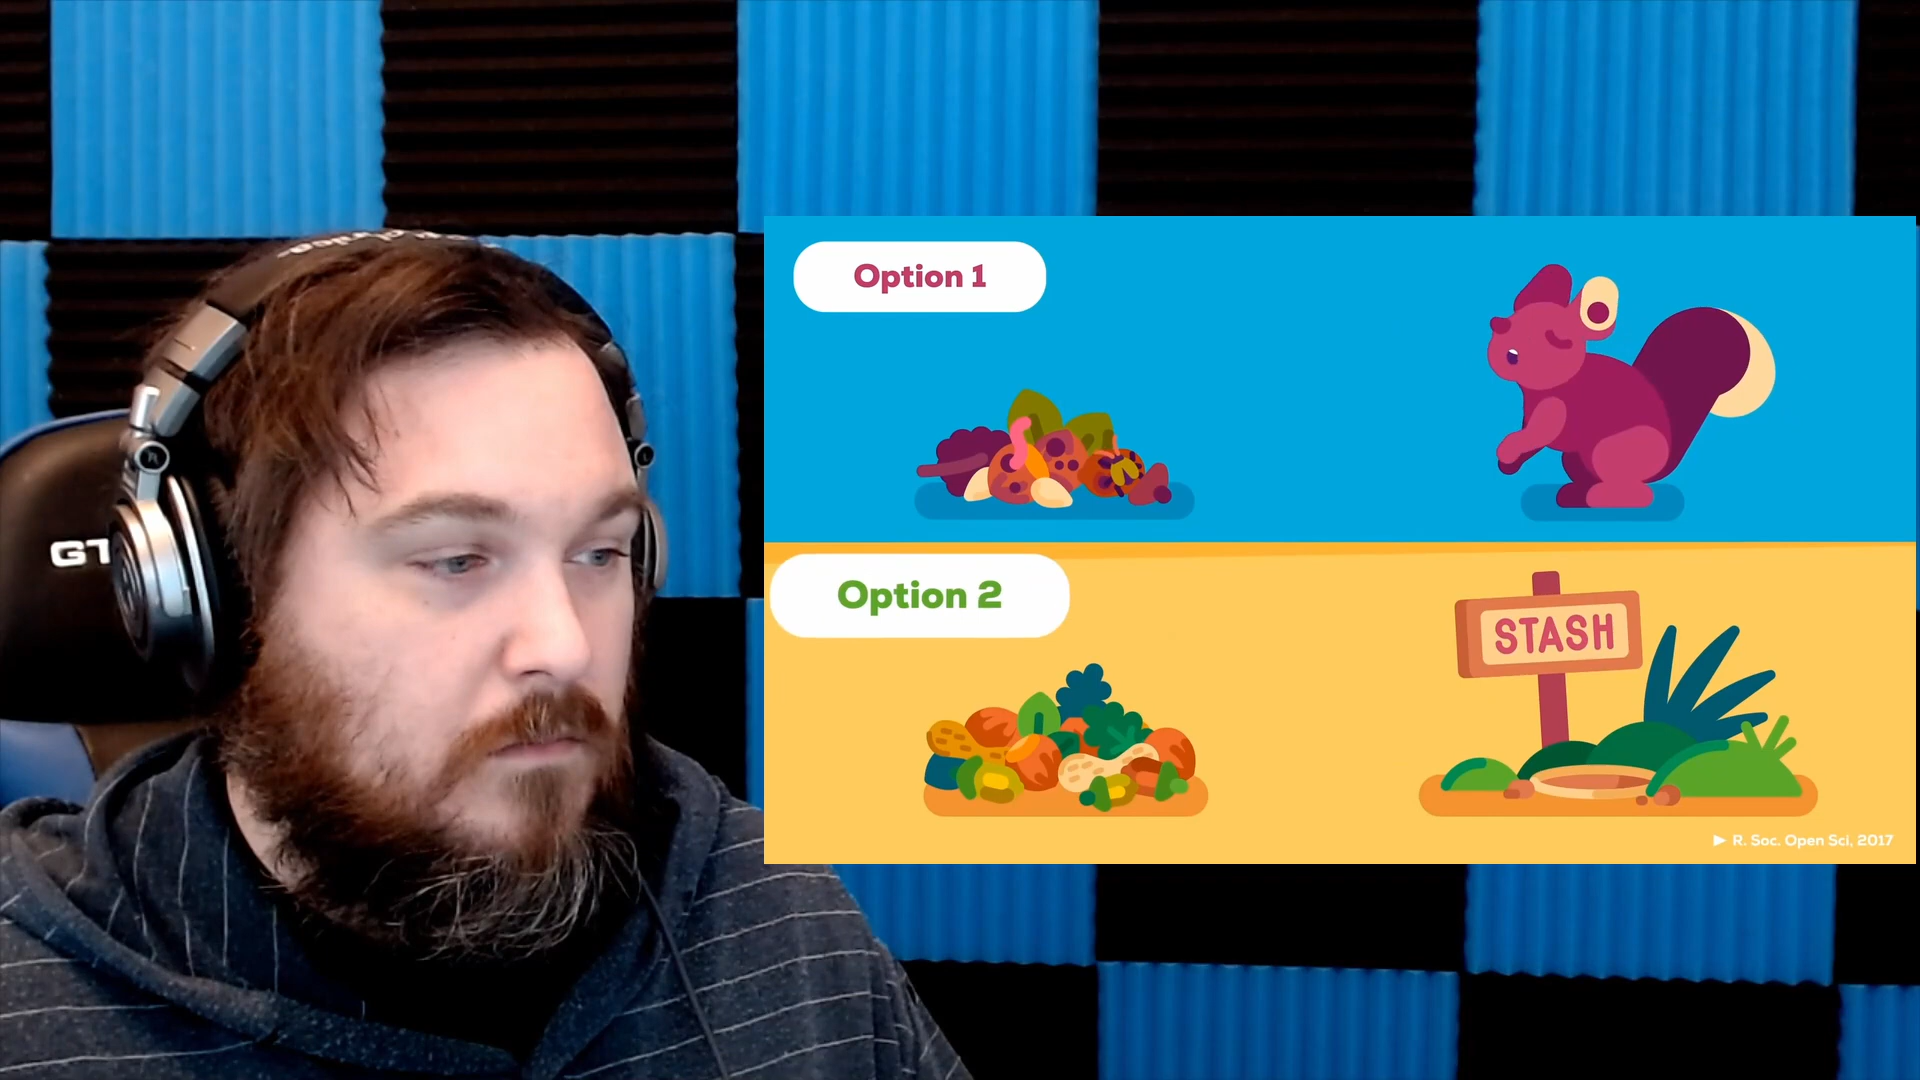 Option 1
Option 2
STASH
► R. Soc. Open Sci, 2017
GT
R